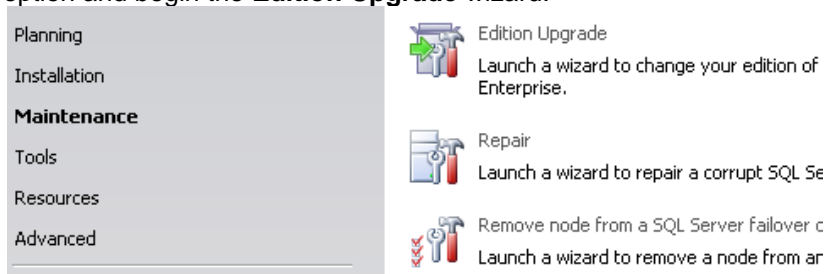 option and begin the Edition Upgrade wizard.
Planning
Installation
Maintenance
Tools
Resources
Advanced
Edition Upgrade
Launch a wizard to change your edition of
Enterprise.
Repair
Launch a wizard to repair a corrupt SQL Se
Remove node from a SQL Server failover c
Launch a wizard to remove a node from an